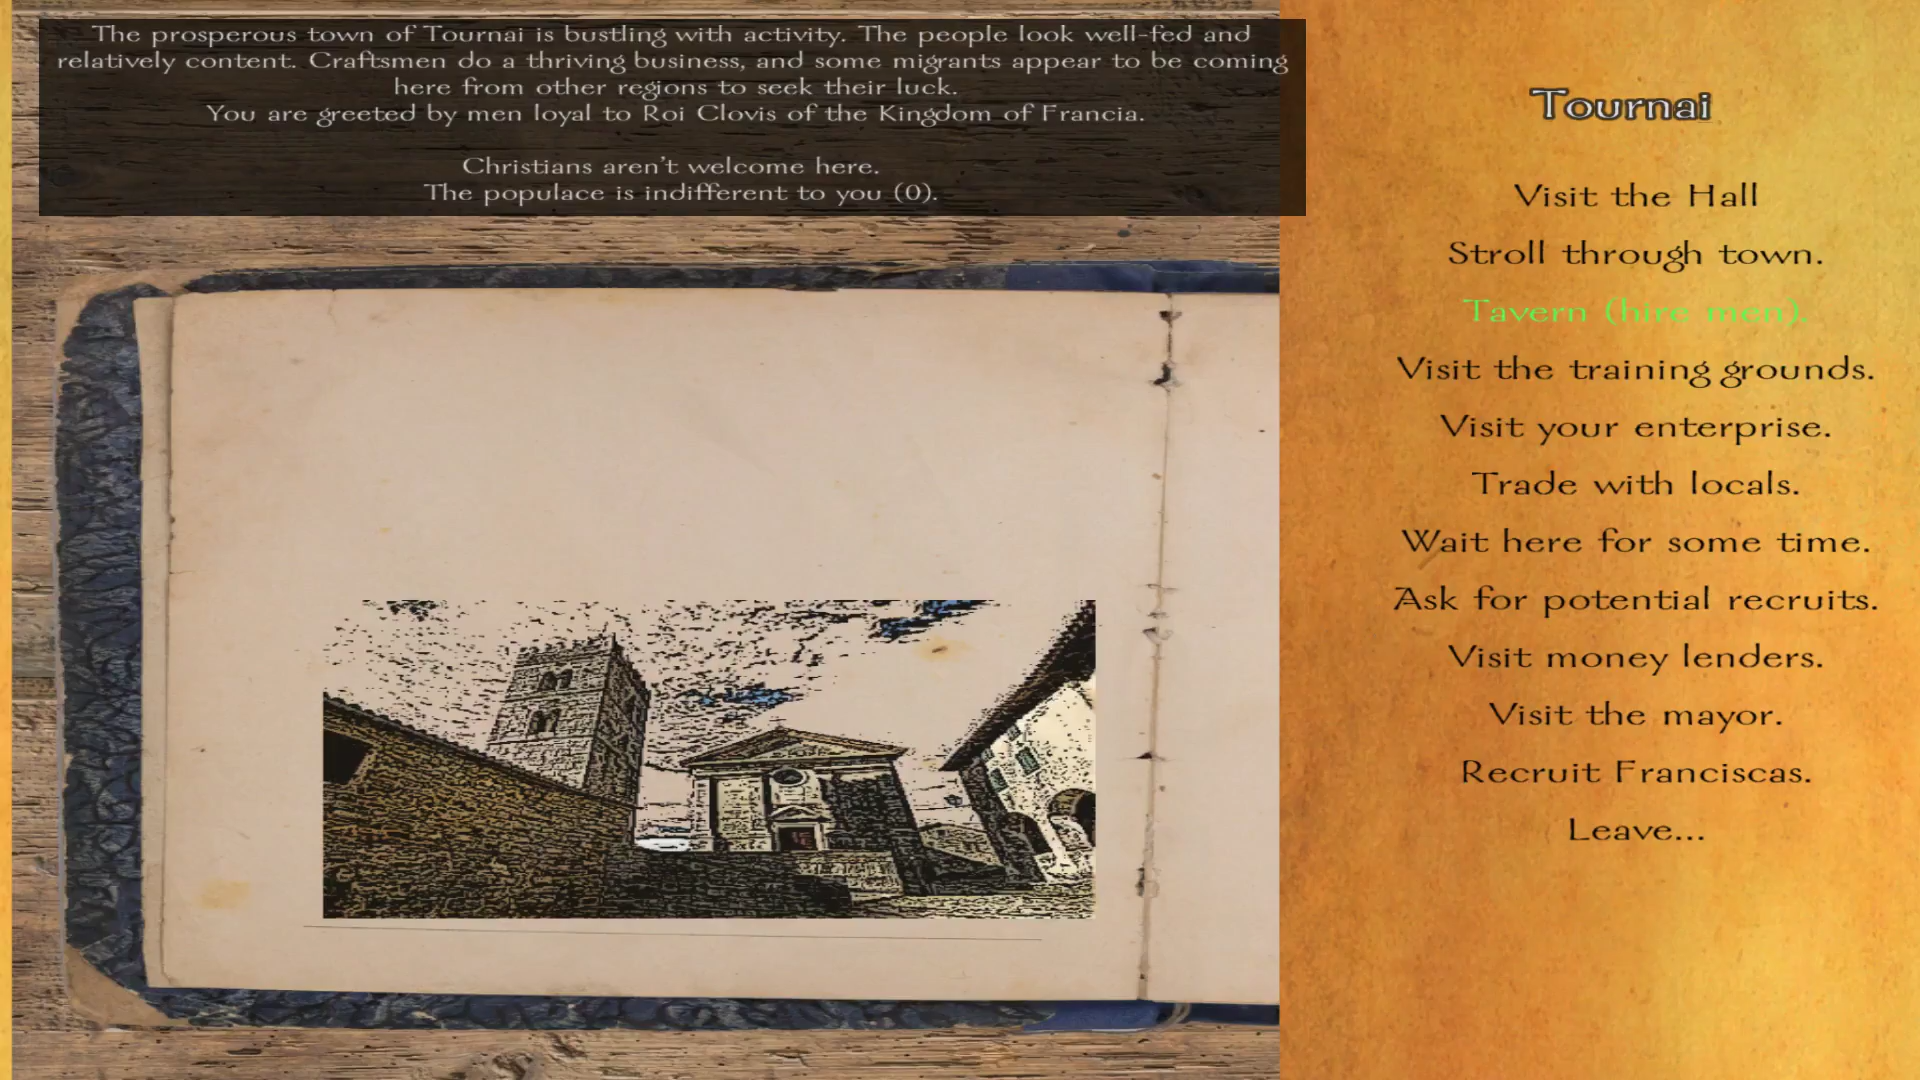 The prosperous town of Tournai is bustling with activity. The people look well-fed and
relatively content. Craftsmen do a thriving business, and some migrants appear to be coming
here from other regions to seek their luck.
You are greeted by men loyal to Roi Clovis of the Kingdom of Francia.
Christians aren't welcome here.
The populace is indifferent to you (0).
Tournai
Visit the Hall
Stroll through town.
Tavern (hire men).
Visit the training grounds.
Visit your enterprise.
Trade with locals.
Wait here for some time.
Ask for potential recruits.
Visit money lenders.
Visit the mayor.
Recruit Franciscas.
Leave...